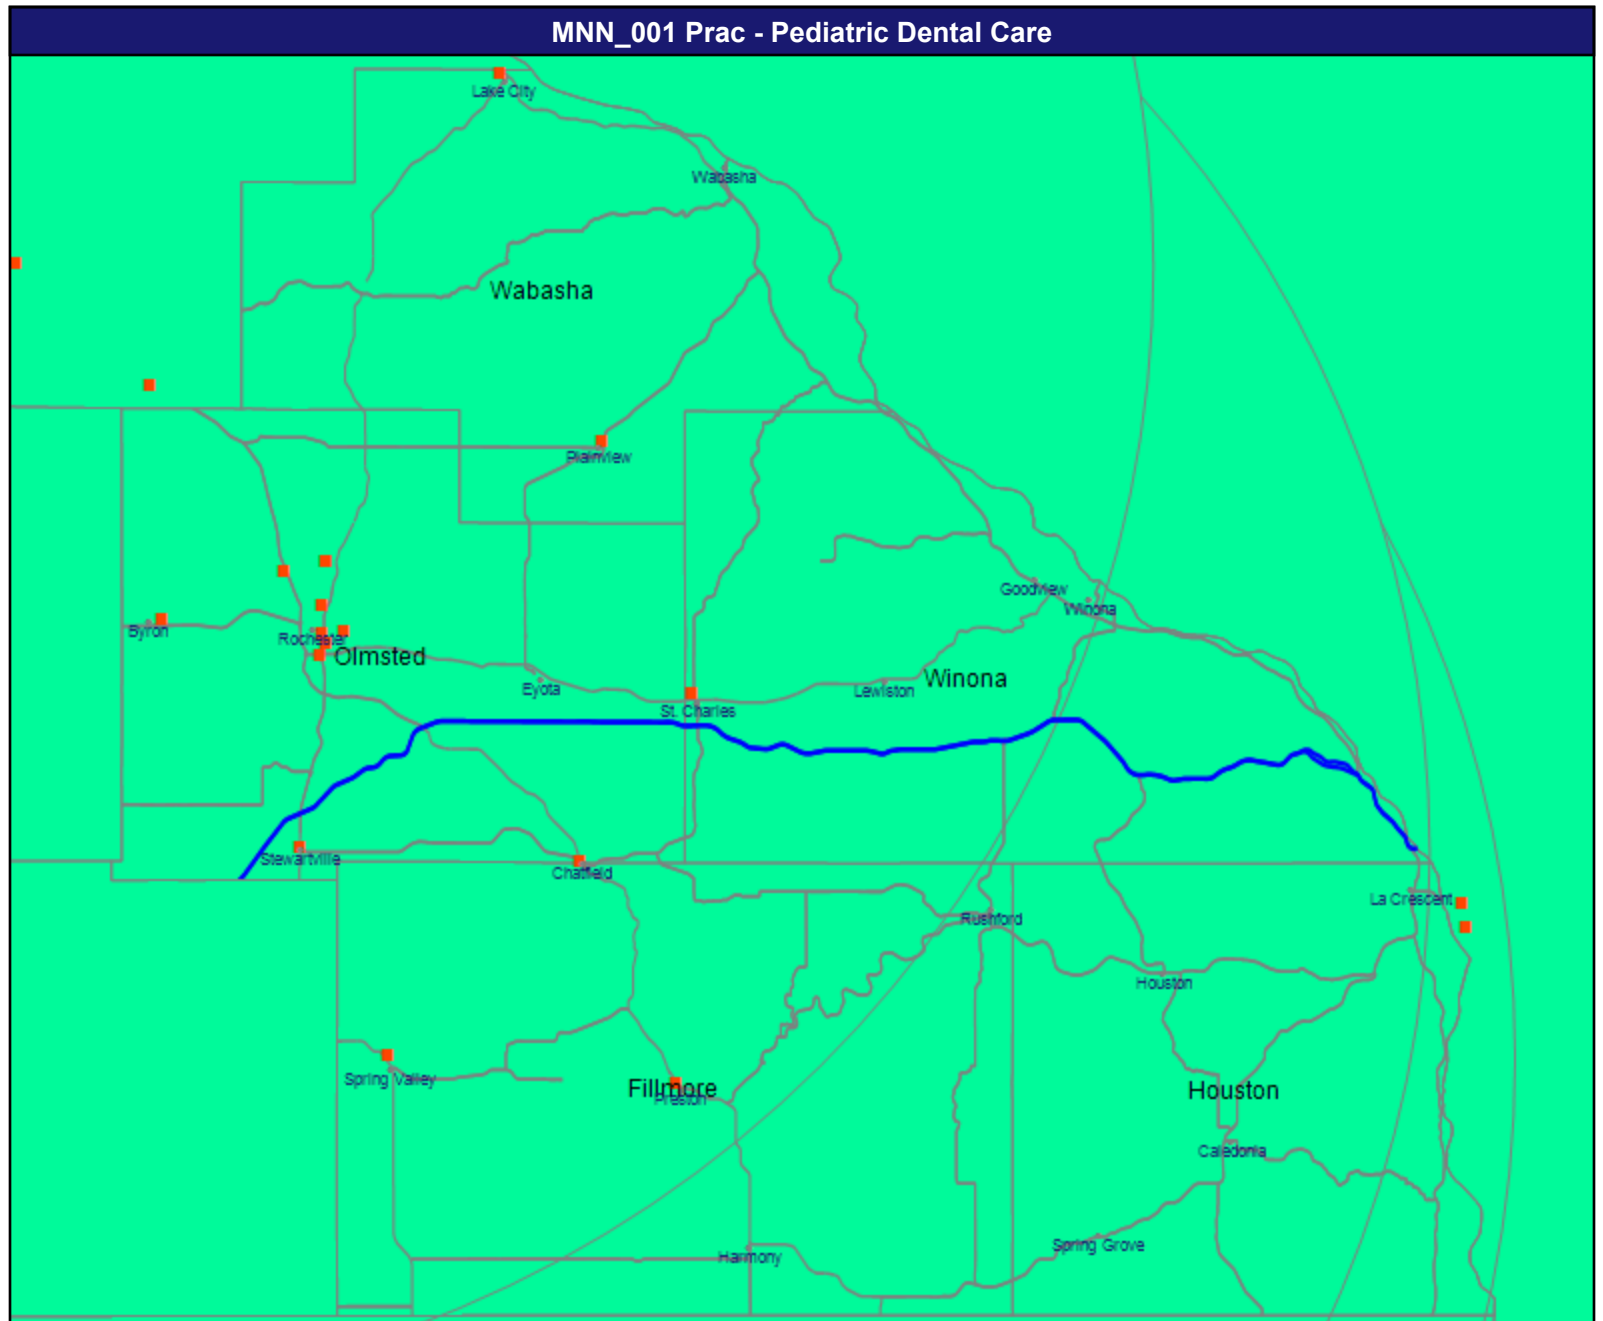 MNN_001 Prac - Pediatric Dental Care
Lake City
Wabasha
Wabasha
Plainview
Goodview
Winona
Byron
Rochester
Olmsted
Eyota
Lewiston
Winona
St. Charles
Stewartville
Chatfield
La Crescent
Rushford
Houston
Spring Valley
Fillmore
Preston
Houston
Caledonia
Harmony
Spring Grove